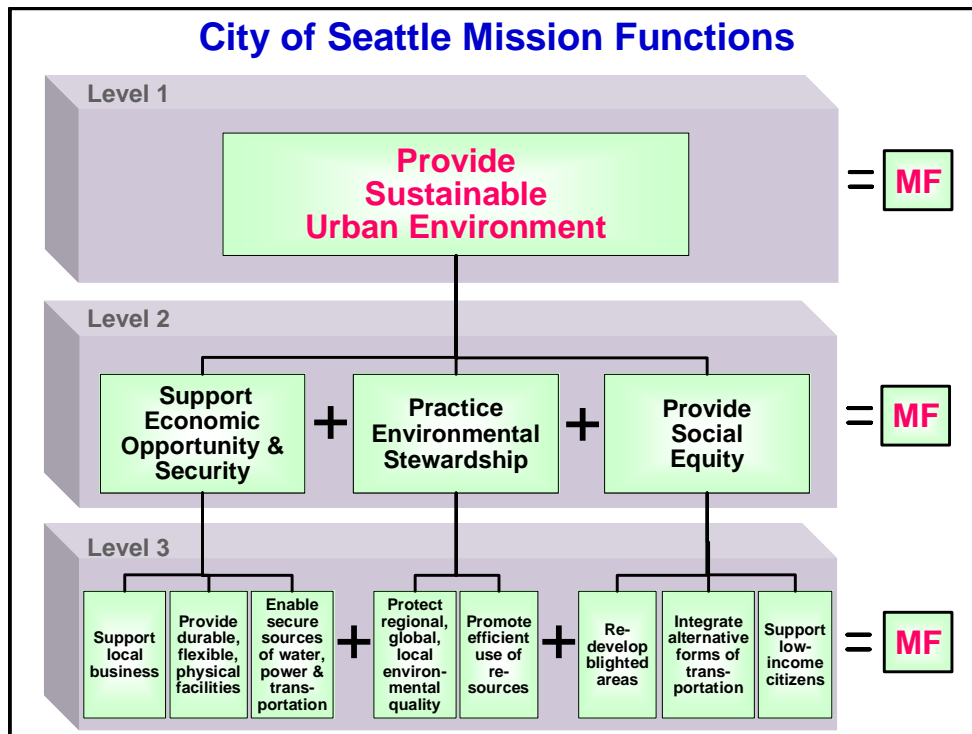 City of Seattle Mission Functions
Level 1
Provide
Sustainable
Urban Environment
= MF
Level 2
Support
Economic
Opportunity &
Security
+
Practice
Environmental
Stewardship
+
Provide
Social
Equity
= MF
Level 3
Support
local
business
Provide
durable,
flexible,
physical
facilities
Enable
secure
sources
of water,
power &
trans-
portation
+
Protect
regional,
global,
local
environ-
mental
quality
Promote
efficient
use of
re-
sources
+
Re-
develop
blighted
areas
Integrate
alternative
forms of
trans-
portation
Support
low-
income
citizens
= MF